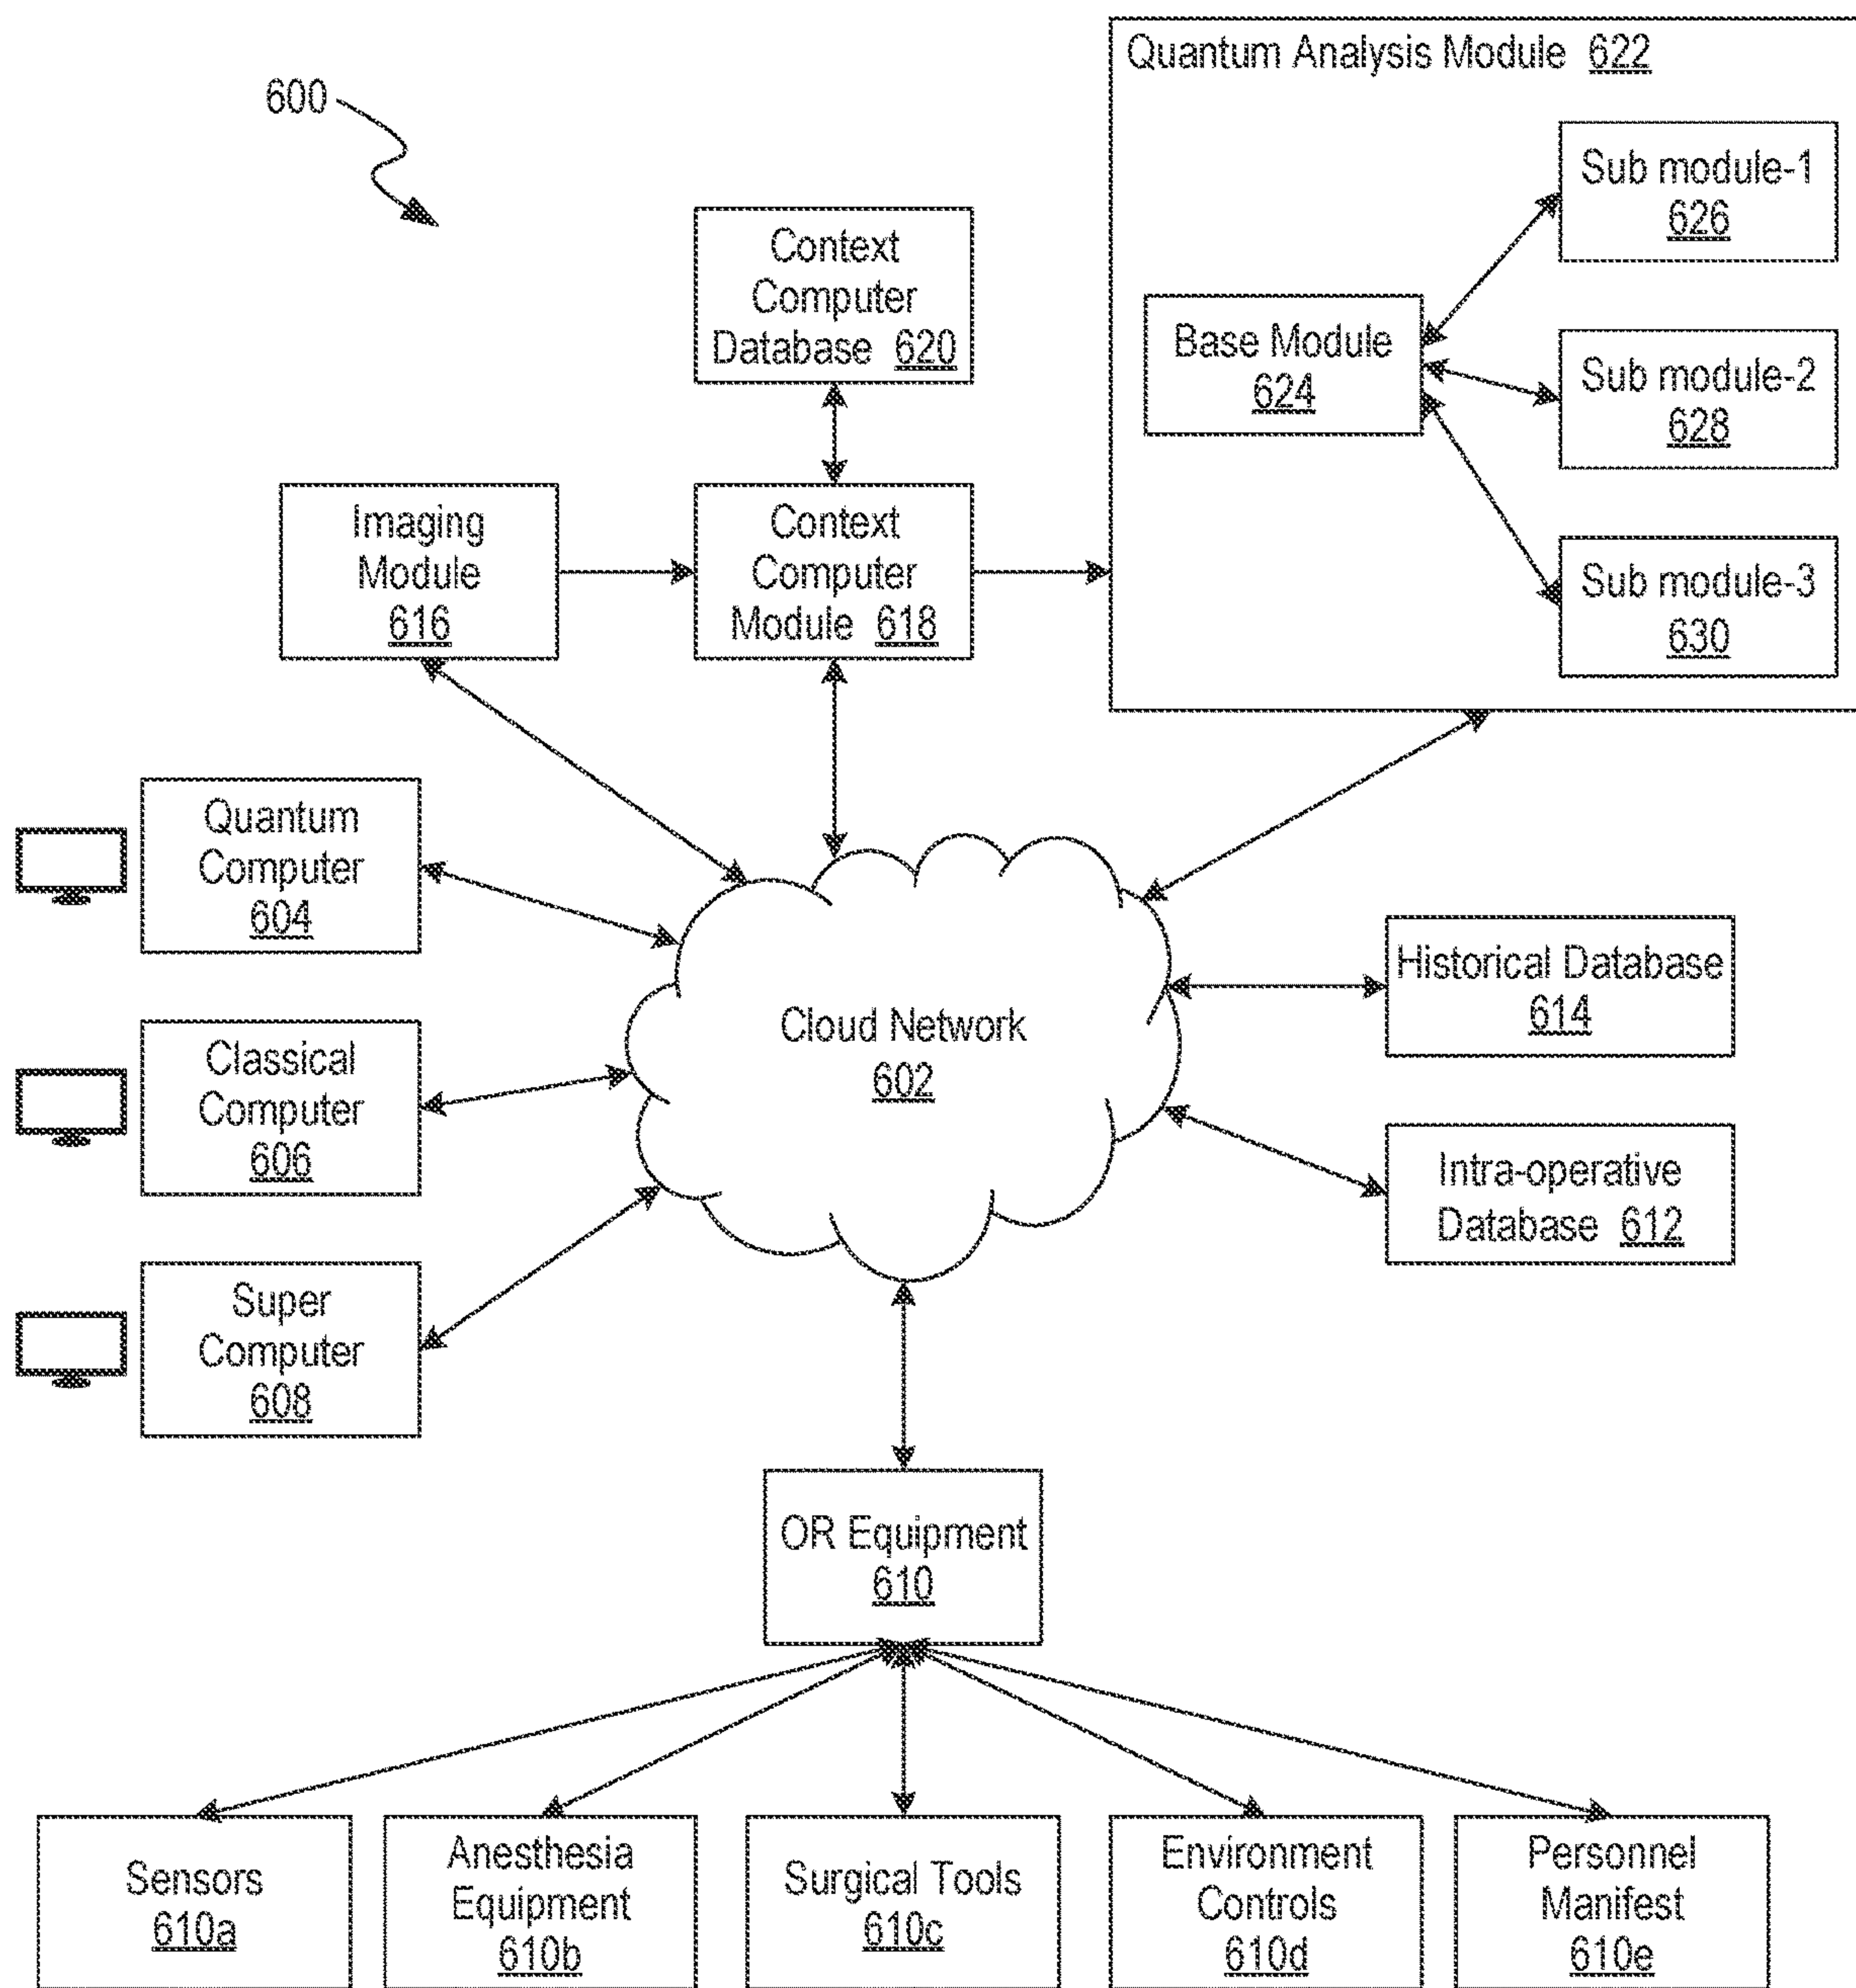 600
Quantum Analysis Module 622
Sub module-1
626
Base Module
624
Sub module-2
628
Sub module-3
630
Context
Computer
Database 620
Imaging
Module
616
Context
Computer
Module 618
Quantum
Computer
604
Classical
Computer
606
Super
Computer
608
Cloud Network
602
Historical Database
614
Intra-operative
Database 612
OR Equipment
610
Sensors
610a
Anesthesia
Equipment
610b
Surgical Tools
610c
Environment
Controls
610d
Personnel
Manifest
610e